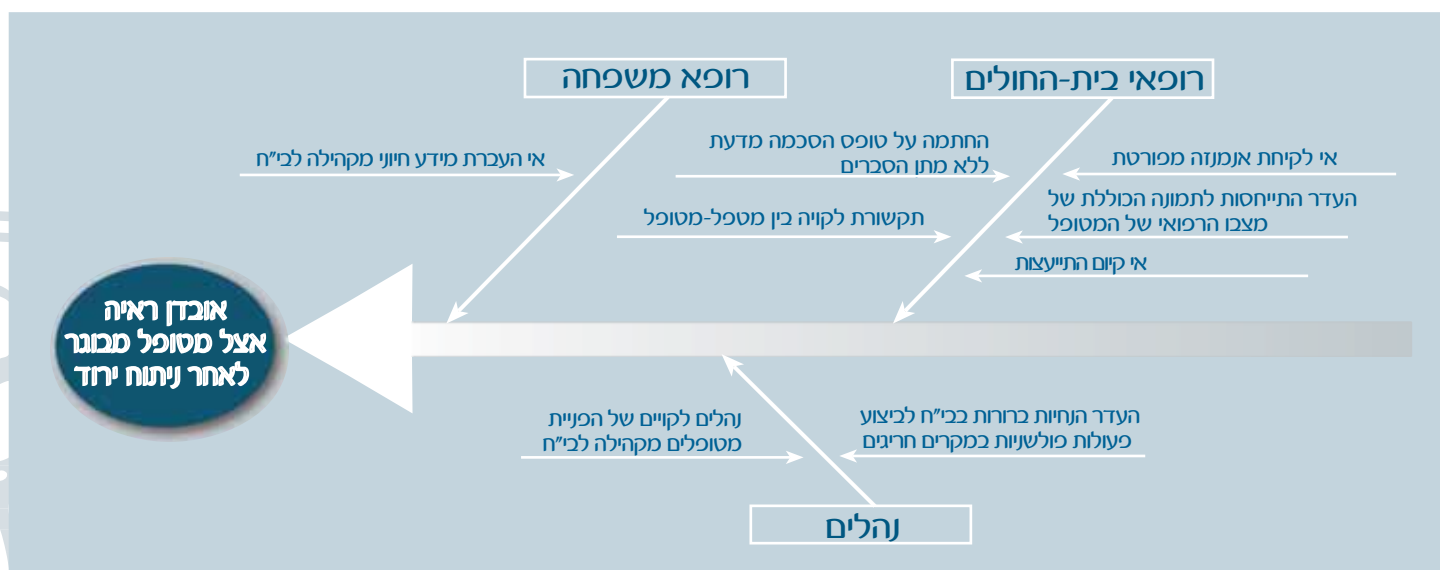 רופאי בית-החולים
רופא משפחה
אי לקיחת אנמנזה מפורטת
העדר התייחסות לתמונה הכוללת של
מצבו הרפואי של המטופל
אי קיום התייעצות
החתמה על טופס הסכמה מדעת
ללא מתן הסברים
תקשורת לקויה בין מטפל-מטופל
אי העברת מידע חיוני מקהילה לבי"ח
אובדן ראיה
אצל מטופל מבוגר
לאחר ניתוח ירוד
העדר הנחיות ברורות בבי"ח לביצוע
פעולות פולשניות במקרים חריגים
נהלים לקויים של הפניית
מטופלים מקהילה לבי"ח
נהלים